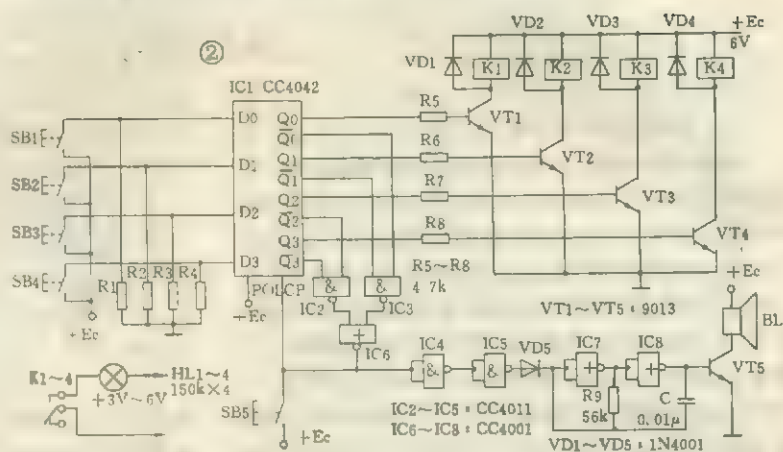 ②
VD2 VD3 VD4 +Ec
6V
VD1 K1 K2 K3 K4
IC1 CC4042
SB1 D0 Q0 R5 VT1
Q0
SB2 D1 Q1 R6 VT2
Q1
SB3 D2 Q2 R7 VT3
Q2
SB4 D3 Q3 R8 VT4
Q3
R1 R2 R3 R4
POL CP
+Ec
+Ec
& &
IC2 IC3
R5~R8
4.7k
+Ec
BL
VT1~VT5:9013
+
IC6
IC4 IC5 VD5 IC7 IC8 VT5
& & + +
K1~4 HL1~4
150k×4
+3V~6V
SB5
+Ec
R9
56k
C
0.01μ
IC2~IC5:CC4011
IC6~IC8:CC4001
VD1~VD5:1N4001